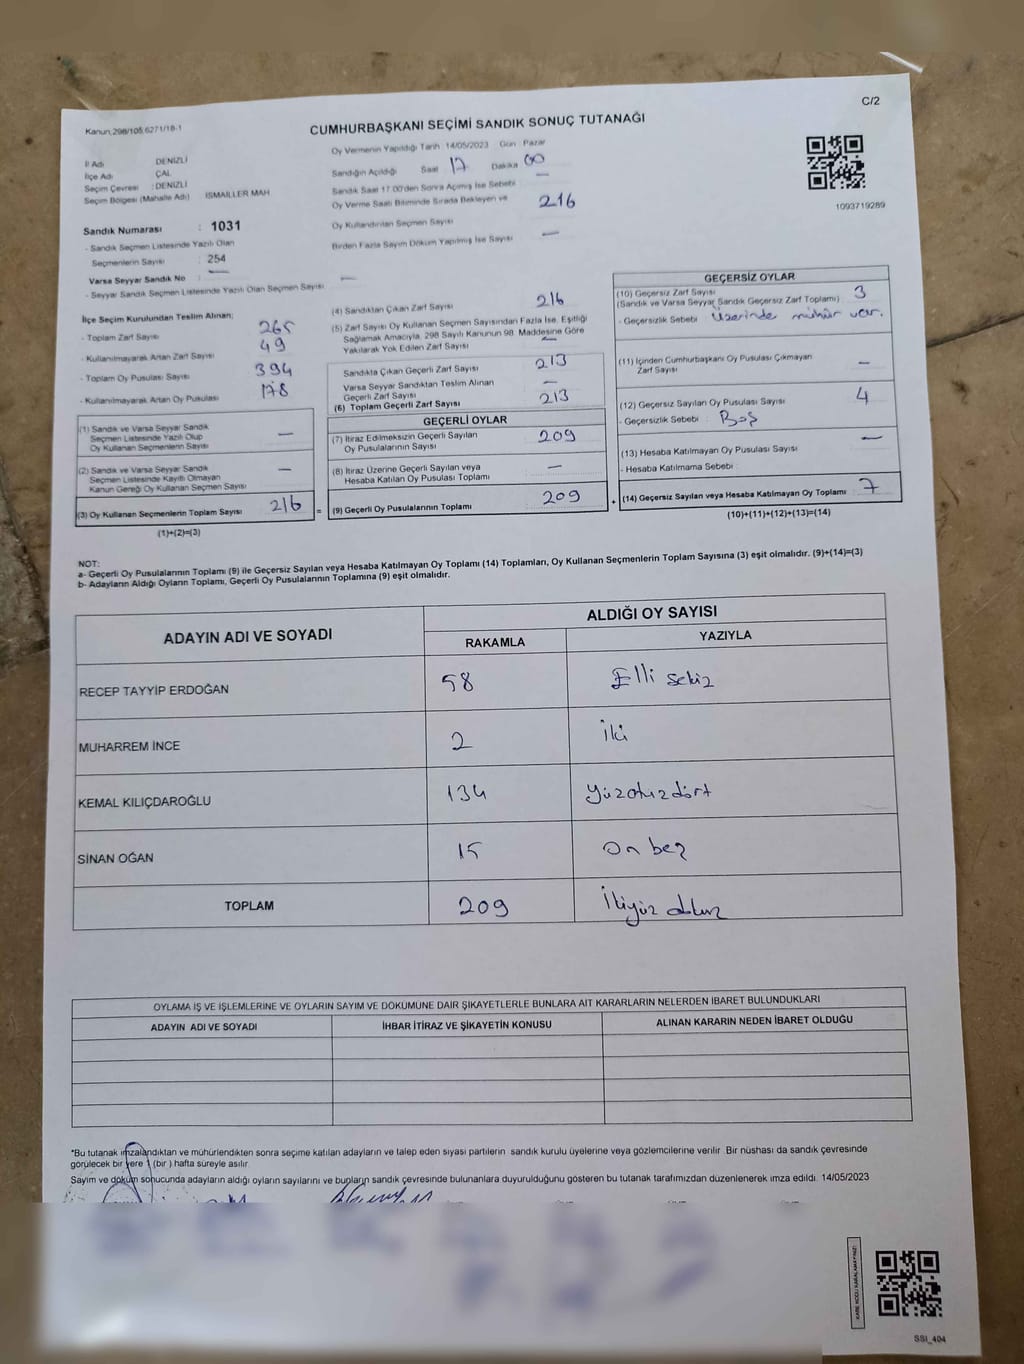 C/2
Kanun,298/105,6271/18-1
CUMHURBAŞKANI SEÇİMİ SANDIK SONUÇ TUTANAĞI
1093719289
İl Adı DENİZLİ
İlçe Adı ÇAL
Seçim Çevresi : DENİZLİ
Seçim Bölgesi (Mahalle Adı) İSMAİLLER MAH
Sandık Numarası : 1031
- Sandık Seçmen Listesinde Yazılı Olan
Seçmenlerin Sayısı : 254
Varsa Seyyar Sandık No —
- Seyyar Sandık Seçmen Listesinde Yazılı Olan Seçmen Sayısı —
Oy Vermenin Yapıldığı Tarih 14/05/2023 Gün Pazar
Sandığın Açıldığı Saat 17 Dakika 00
Sandık Saat 17.00'den Sonra Açılmış İse Sebebi —
Oy Verme Saati Bitiminde Sırada Bekleyen ve 216
Oy Kullandırılan Seçmen Sayısı
Birden Fazla Sayım Döküm Yapılmış İse Sayısı —
İlçe Seçim Kurulundan Teslim Alınan;
- Toplam Zarf Sayısı 265
- Kullanılmayarak Artan Zarf Sayısı 49
- Toplam Oy Pusulası Sayısı 394
- Kullanılmayarak Artan Oy Pusulası 178
(1) Sandık ve Varsa Seyyar Sandık
Seçmen Listesinde Yazılı Olup
Oy Kullanan Seçmenlerin Sayısı —
(2) Sandık ve Varsa Seyyar Sandık
Seçmen Listesinde Kayıtlı Olmayan
Kanun Gereği Oy Kullanan Seçmen Sayısı —
(3) Oy Kullanan Seçmenlerin Toplam Sayısı 216 =
(1)+(2)=(3)
(4) Sandıktan Çıkan Zarf Sayısı 216
(5) Zarf Sayısı Oy Kullanan Seçmen Sayısından Fazla İse, Eşitliği
Sağlamak Amacıyla, 298 Sayılı Kanunun 98. Maddesine Göre
Yakılarak Yok Edilen Zarf Sayısı —
Sandıkta Çıkan Geçerli Zarf Sayısı 213
Varsa Seyyar Sandıktan Teslim Alınan
Geçerli Zarf Sayısı —
(6) Toplam Geçerli Zarf Sayısı 213
GEÇERLİ OYLAR
(7) İtiraz Edilmeksizin Geçerli Sayılan
Oy Pusulalarının Sayısı 209
(8) İtiraz Üzerine Geçerli Sayılan veya
Hesaba Katılan Oy Pusulası Toplamı —
(9) Geçerli Oy Pusulalarının Toplamı 209 +
GEÇERSİZ OYLAR
(10) Geçersiz Zarf Sayısı 3
(Sandık ve Varsa Seyyar Sandık Geçersiz Zarf Toplamı)
- Geçersizlik Sebebi : Üzerinde mühür var.
(11) İçinden Cumhurbaşkanı Oy Pusulası Çıkmayan
Zarf Sayısı —
(12) Geçersiz Sayılan Oy Pusulası Sayısı 4
- Geçersizlik Sebebi : Boş
(13) Hesaba Katılmayan Oy Pusulası Sayısı —
- Hesaba Katılmama Sebebi :
(14) Geçersiz Sayılan veya Hesaba Katılmayan Oy Toplamı 7
(10)+(11)+(12)+(13)=(14)
NOT:
a- Geçerli Oy Pusulalarının Toplamı (9) ile Geçersiz Sayılan veya Hesaba Katılmayan Oy Toplamı (14) Toplamları, Oy Kullanan Seçmenlerin Toplam Sayısına (3) eşit olmalıdır. (9)+(14)=(3)
b- Adayların Aldığı Oyların Toplamı, Geçerli Oy Pusulalarının Toplamına (9) eşit olmalıdır.
ADAYIN ADI VE SOYADI
ALDIĞI OY SAYISI
RAKAMLA YAZIYLA
RECEP TAYYİP ERDOĞAN 58 Elli sekiz
MUHARREM İNCE 2 İki
KEMAL KILIÇDAROĞLU 134 Yüzotuzdört
SİNAN OĞAN 15 On beş
TOPLAM 209 İkiyüz dokuz
OYLAMA İŞ VE İŞLEMLERİNE VE OYLARIN SAYIM VE DÖKÜMÜNE DAİR ŞİKAYETLERLE BUNLARA AİT KARARLARIN NELERDEN İBARET BULUNDUKLARI
ADAYIN ADI VE SOYADI İHBAR İTİRAZ VE ŞİKAYETİN KONUSU ALINAN KARARIN NEDEN İBARET OLDUĞU
*Bu tutanak imzalandıktan ve mühürlendikten sonra seçime katılan adayların ve talep eden siyasi partilerin sandık kurulu üyelerine veya gözlemcilerine verilir. Bir nüshası da sandık çevresinde
görülecek bir yere 1 (bir) hafta süreyle asılır.
Sayım ve döküm sonucunda adayların aldığı oyların sayılarını ve bunların sandık çevresinde bulunanlara duyurulduğunu gösteren bu tutanak tarafımızdan düzenlenerek imza edildi. 14/05/2023
SSI_404